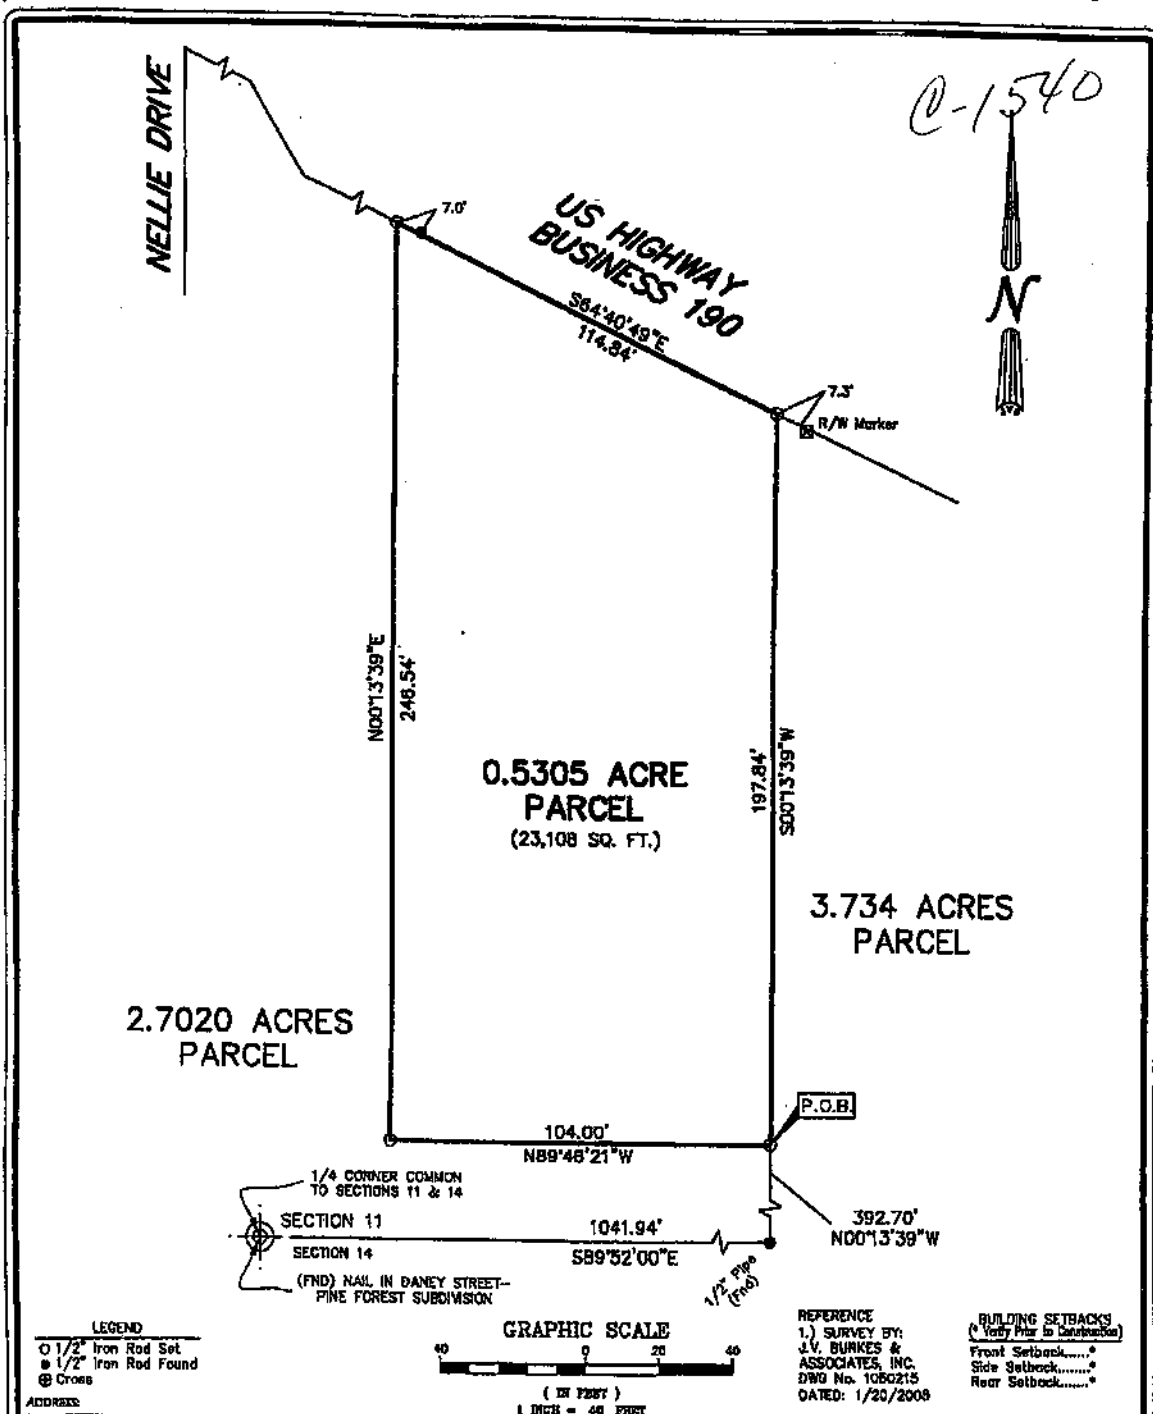 C-1540
NELLIE DRIVE
7.0'
US HIGHWAY
BUSINESS 190
S64°40'49"E
114.84'
N
7.3'
R/W Marker
N00°13'39"E
246.54'
197.84'
S00°13'39"W
0.5305 ACRE
PARCEL
(23,108 SQ. FT.)
3.734 ACRES
PARCEL
2.7020 ACRES
PARCEL
P.O.B.
104.00'
N89°46'21"W
1/4 CORNER COMMON
TO SECTIONS 11 & 14
SECTION 11
SECTION 14
1041.94'
S89°52'00"E
392.70'
N00°13'39"W
(FND) NAIL IN DANEY STREET-
PINE FOREST SUBDIVISION
1/2" Pipe
(Fnd)
LEGEND
1/2" Iron Rod Set
1/2" Iron Rod Found
Cross
ADDRESS:
GRAPHIC SCALE
40 0 20 40
( IN FEET )
1 INCH = 40 FEET
REFERENCE
1.) SURVEY BY:
J.V. BURKES &
ASSOCIATES, INC.
DWG No. 1060215
DATED: 1/20/2006
BUILDING SETBACKS
(* Verify Prior to Construction)
Front Setback......*
Side Setback.......*
Rear Setback.......*